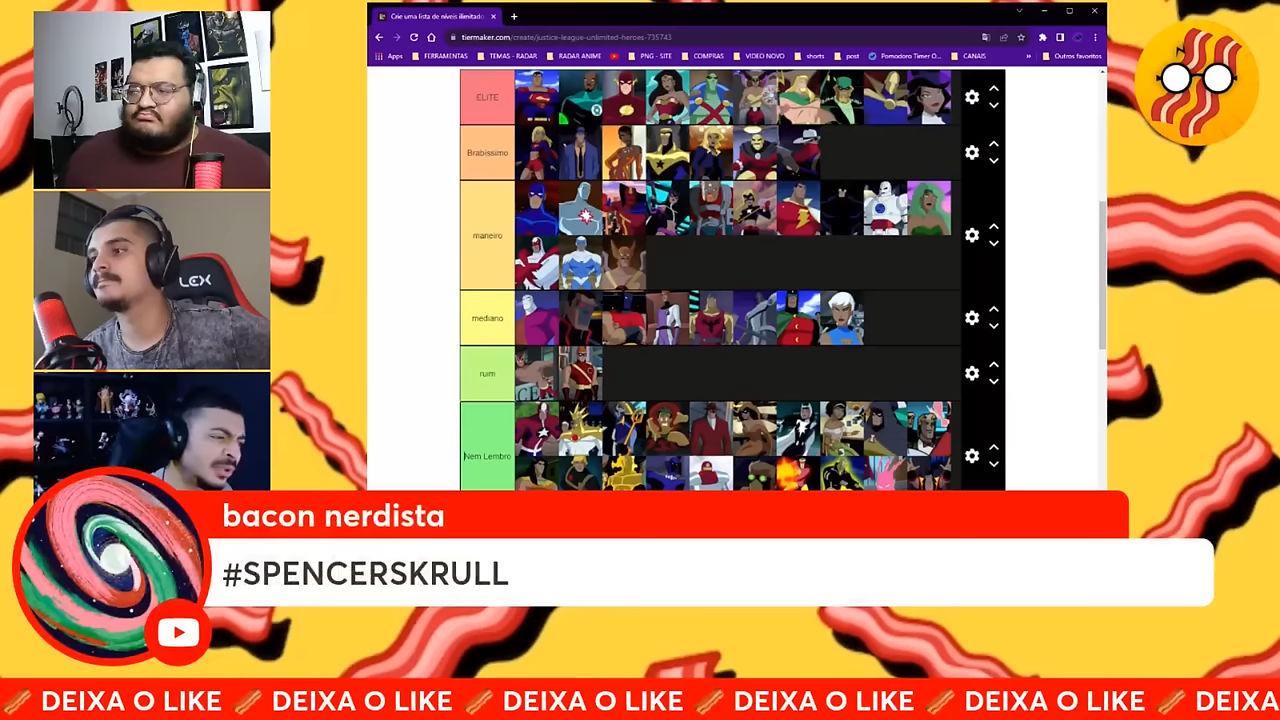 Crie uma lista de níveis ilimitado
tiermaker.com/create/justice-league-unlimited-heroes-735743
Apps FERRAMENTAS TEMAS - RADAR RADAR ANIME PNG - SITE COMPRAS VIDEO NOVO shorts post Pomodoro Timer O... CANAIS » Outros favoritos
ELITE
Brabissimo
maneiro
mediano
ruim
Nem Lembro
LEX
bacon nerdista
#SPENCERSKRULL
DEIXA O LIKE DEIXA O LIKE DEIXA O LIKE DEIXA O LIKE DEIXA O LIKE DEIXA